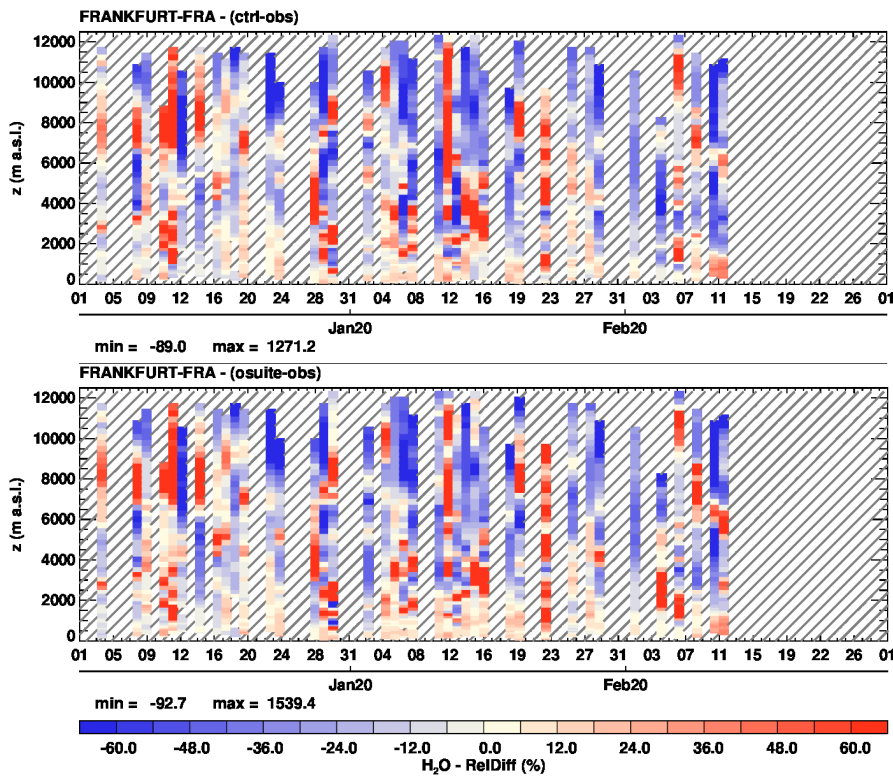 FRANKFURT-FRA - (ctrl-obs)
12000
10000
8000
6000
4000
2000
0
z (m a.s.l.)
01 05 09 12 16 20 24 28 31 04 08 12 16 19 23 27 31 03 07 11 15 19 22 26 01
Jan20 Feb20
min = -89.0 max = 1271.2
FRANKFURT-FRA - (osuite-obs)
12000
10000
8000
6000
4000
2000
0
z (m a.s.l.)
01 05 09 12 16 20 24 28 31 04 08 12 16 19 23 27 31 03 07 11 15 19 22 26 01
Jan20 Feb20
min = -92.7 max = 1539.4
-60.0 -48.0 -36.0 -24.0 -12.0 0.0 12.0 24.0 36.0 48.0 60.0
H₂O - RelDiff (%)